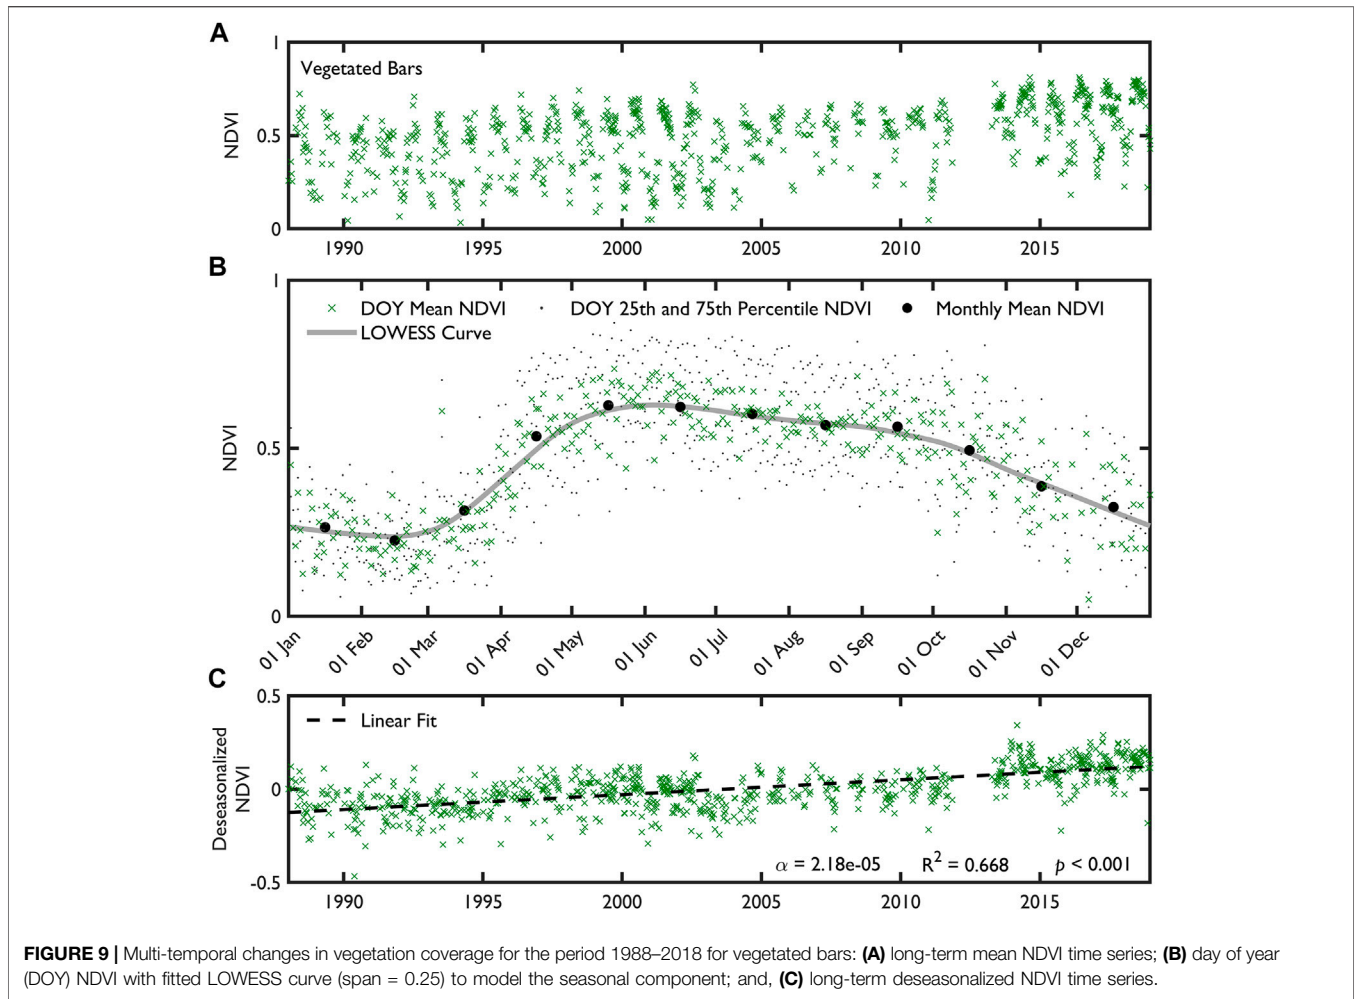 A
1
Vegetated Bars
NDVI
0.5
0
1990 1995 2000 2005 2010 2015
B
1
DOY Mean NDVI DOY 25th and 75th Percentile NDVI Monthly Mean NDVI
LOWESS Curve
NDVI
0.5
0
01 Jan 01 Feb 01 Mar 01 Apr 01 May 01 Jun 01 Jul 01 Aug 01 Sep 01 Oct 01 Nov 01 Dec
C
0.5
Linear Fit
Deseasonalized
NDVI
0
α = 2.18e-05 R² = 0.668 p < 0.001
-0.5
1990 1995 2000 2005 2010 2015
FIGURE 9 | Multi-temporal changes in vegetation coverage for the period 1988–2018 for vegetated bars: (A) long-term mean NDVI time series; (B) day of year
(DOY) NDVI with fitted LOWESS curve (span = 0.25) to model the seasonal component; and, (C) long-term deseasonalized NDVI time series.